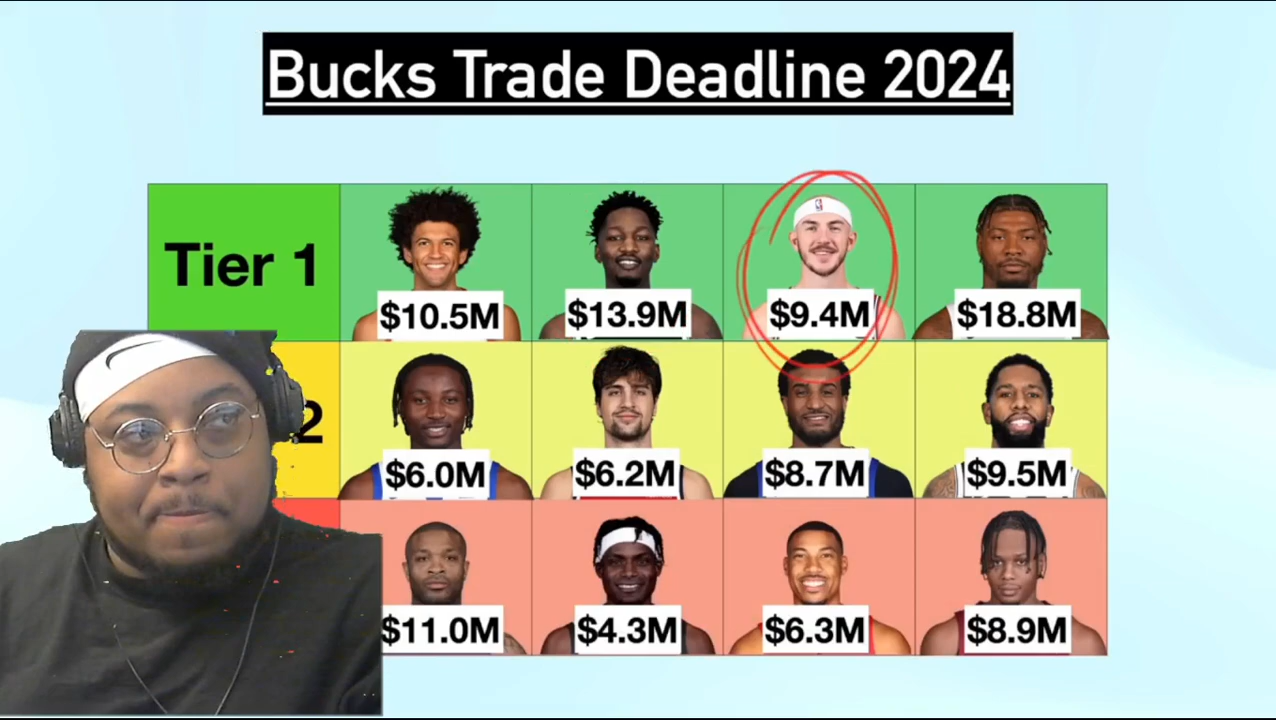 Bucks Trade Deadline 2024
Tier 1
$10.5M $13.9M $9.4M $18.8M
2
$6.0M $6.2M $8.7M $9.5M
$11.0M $4.3M $6.3M $8.9M